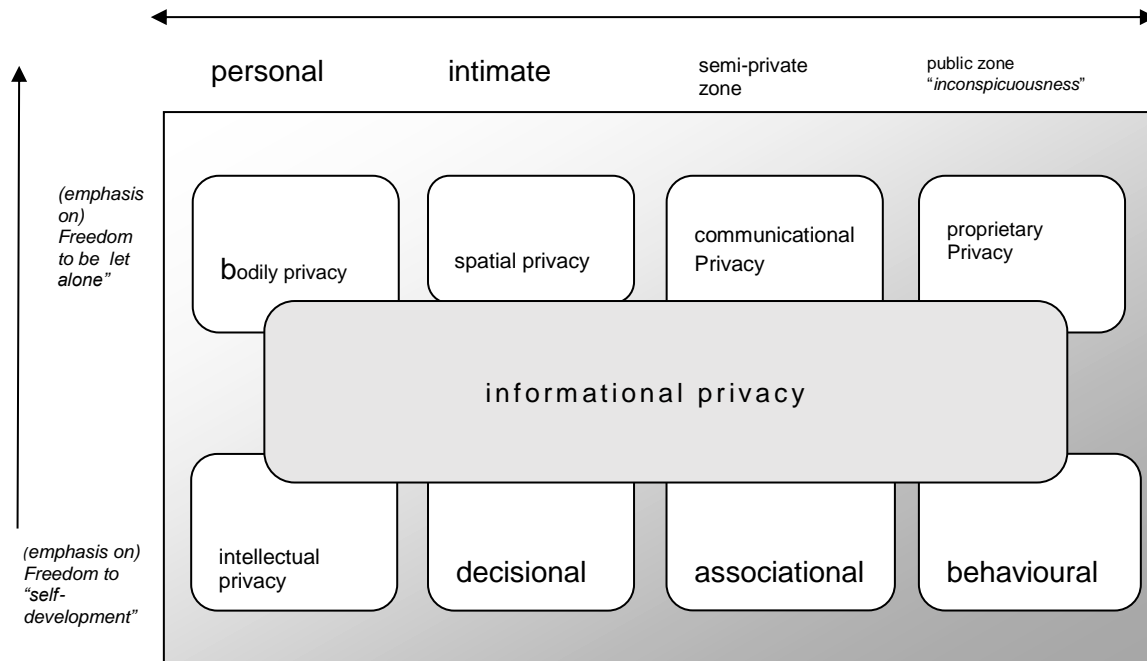 personal
intimate
semi-private
zone
public zone
“inconspicuousness”
(emphasis
on)
Freedom
to be let
alone”
bodily privacy
spatial privacy
communicational
Privacy
proprietary
Privacy
informational privacy
(emphasis on)
Freedom to
“self-
development”
intellectual
privacy
decisional
associational
behavioural